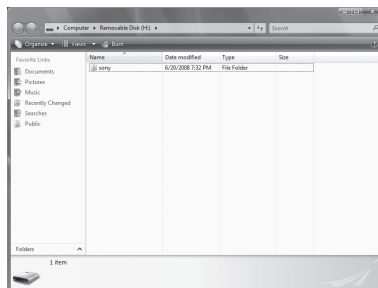 Computer ▸ Removable Disk (H:) ▸ Search
Organize Views Burn
Favorite Links
Documents
Pictures
Music
Recently Changed
Searches
Public
Folders
Name Date modified Type Size
sony 6/20/2008 7:32 PM File Folder
1 item